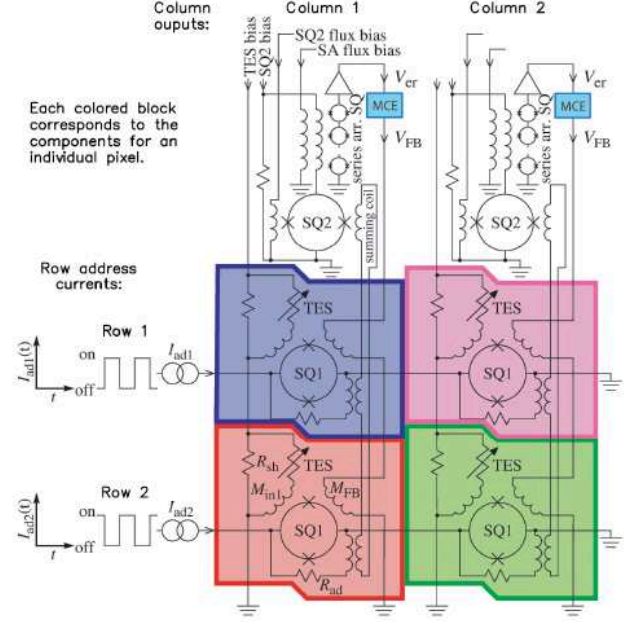 Column
ouputs:
Column 1
Column 2
TES bias
SQ2 bias
SQ2 flux bias
SA flux bias
series arr. SQ
V_er
MCE
V_FB
V_er
MCE
V_FB
series arr. SQ
Each colored block
corresponds to the
components for an
individual pixel.
SQ2
summing coil
SQ2
Row address
currents:
TES
TES
Row 1
I_ad1(t)
on
off
t
I_ad1
SQ1
SQ1
R_sh
TES
TES
M_in1
M_FB
Row 2
I_ad2(t)
on
off
t
I_ad2
SQ1
SQ1
R_ad